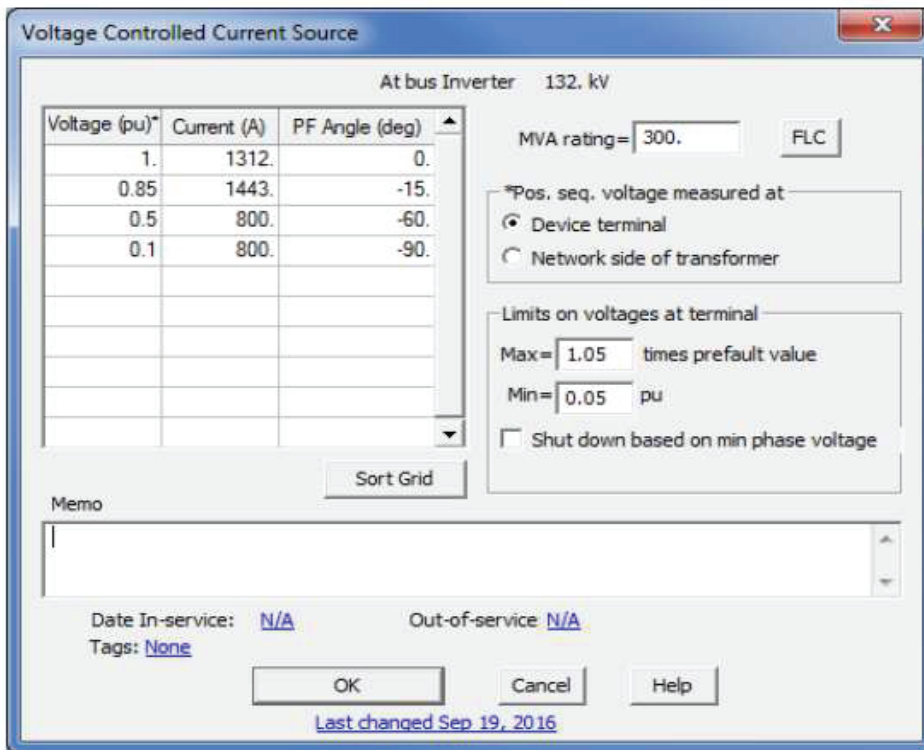 Voltage Controlled Current Source
At bus Inverter 132. kV
Voltage (pu)* Current (A) PF Angle (deg)
1. 1312. 0.
0.85 1443. -15.
0.5 800. -60.
0.1 800. -90.
MVA rating= 300. FLC
*Pos. seq. voltage measured at
Device terminal
Network side of transformer
Limits on voltages at terminal
Max= 1.05 times prefault value
Min= 0.05 pu
Shut down based on min phase voltage
Sort Grid
Memo
Date In-service: N/A Out-of-service N/A
Tags: None
OK Cancel Help
Last changed Sep 19, 2016